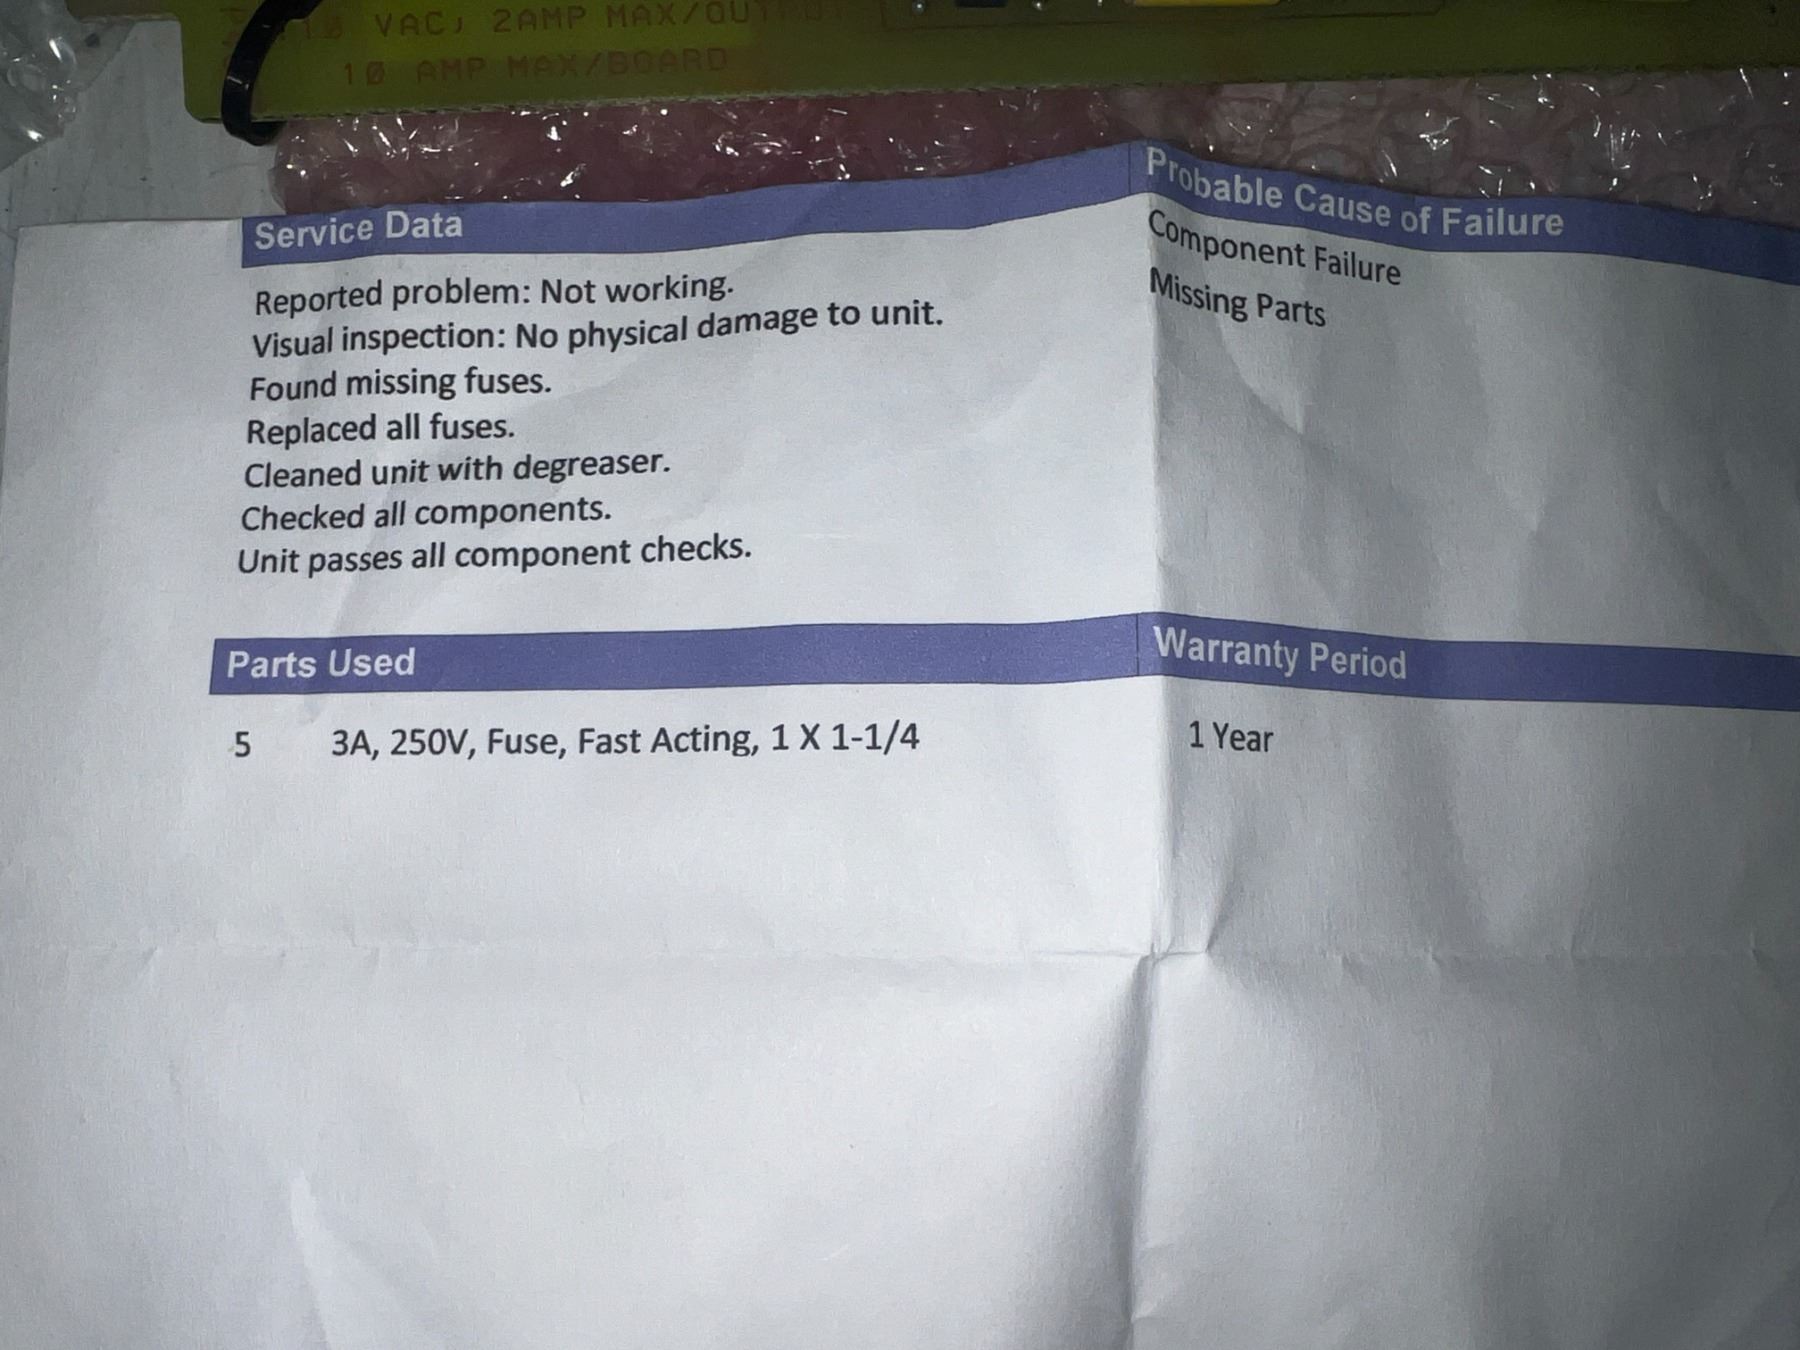 VAC, 2AMP MAX/OUTPUT
10 AMP MAX/BOARD
Service Data
Reported problem: Not working.
Visual inspection: No physical damage to unit.
Found missing fuses.
Replaced all fuses.
Cleaned unit with degreaser.
Checked all components.
Unit passes all component checks.
Probable Cause of Failure
Component Failure
Missing Parts
Parts Used
5 3A, 250V, Fuse, Fast Acting, 1 X 1-1/4
Warranty Period
1 Year